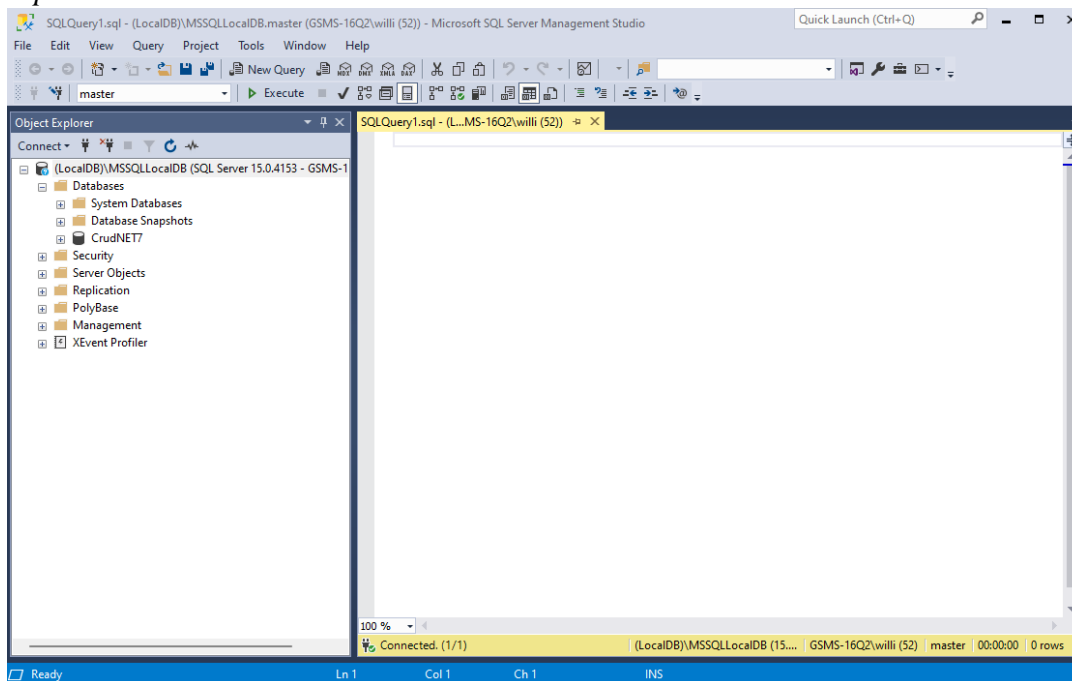 SQLQuery1.sql - (LocalDB)\MSSQLLocalDB.master (GSMS-16Q2\willi (52)) - Microsoft SQL Server Management Studio
Quick Launch (Ctrl+Q)
File Edit View Query Project Tools Window Help
New Query MDX DMX XMLA DAX
master Execute
Object Explorer
SQLQuery1.sql - (L...MS-16Q2\willi (52))
Connect
(LocalDB)\MSSQLLocalDB (SQL Server 15.0.4153 - GSMS-1
Databases
System Databases
Database Snapshots
CrudNET7
Security
Server Objects
Replication
PolyBase
Management
XEvent Profiler
100 %
Connected. (1/1) (LocalDB)\MSSQLLocalDB (15.... GSMS-16Q2\willi (52) master 00:00:00 0 rows
Ready Ln 1 Col 1 Ch 1 INS